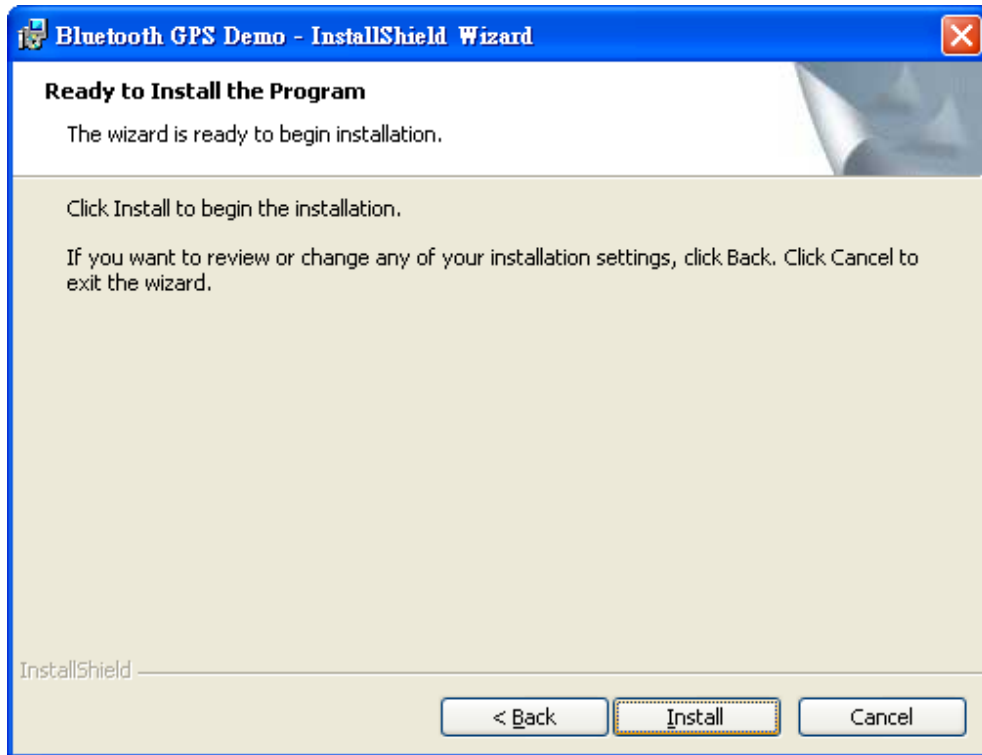 Bluetooth GPS Demo - InstallShield Wizard
Ready to Install the Program
The wizard is ready to begin installation.
Click Install to begin the installation.
If you want to review or change any of your installation settings, click Back. Click Cancel to
exit the wizard.
InstallShield
< Back Install Cancel